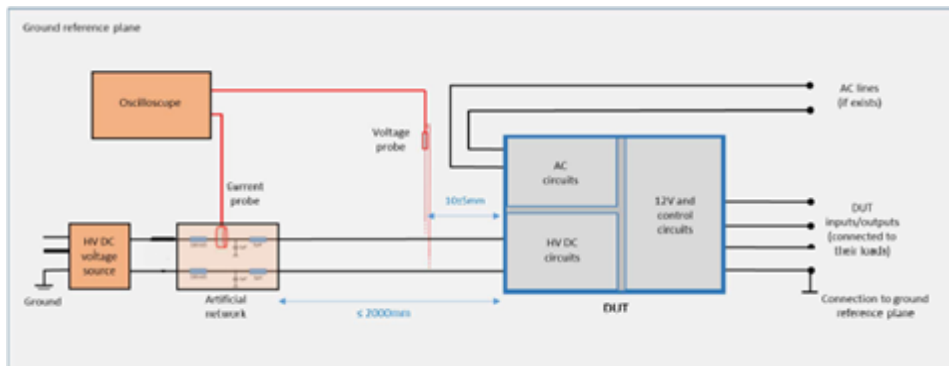 Ground reference plane
Oscilloscope
Voltage
probe
Current
probe
AC lines
(if exists)
AC
circuits
12V and
control
circuits
10±5mm
DUT
inputs/outputs
(connected to
their loads)
HV DC
voltage
source
HV DC
circuits
Ground
Artificial
network
≤ 2000mm
DUT
Connection to ground
reference plane